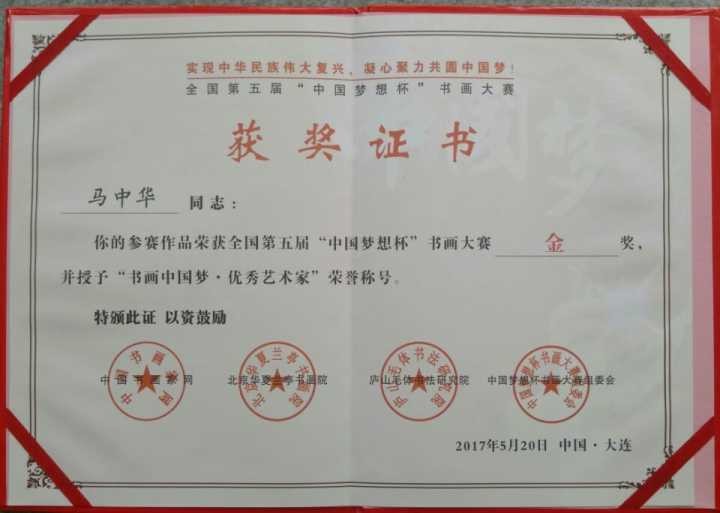 实现中华民族伟大复兴，凝心聚力共圆中国梦！
全国第五届“中国梦想杯”书画大赛
获奖证书
马中华 同志：
你的参赛作品荣获全国第五届“中国梦想杯”书画大赛 金 奖，
并授予“书画中国梦·优秀艺术家”荣誉称号。
特颁此证 以资鼓励
中国书画家网 北京华夏兰亭书画院 庐山毛体书法研究院 中国梦想杯书画大赛组委会
2017年5月20日 中国·大连